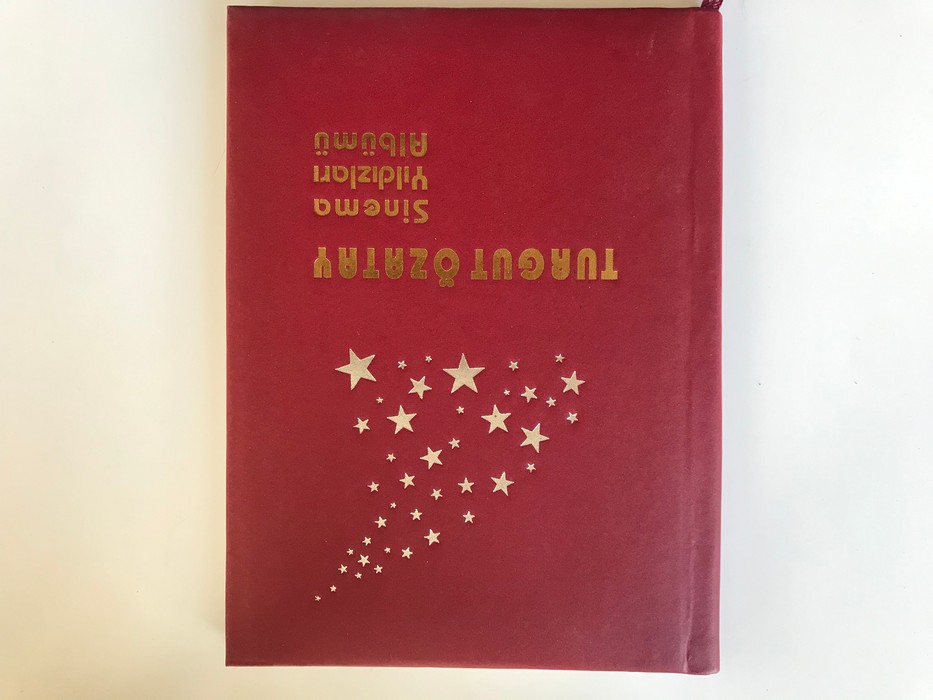 TURGUT ÖZATAY
Sinema
Yıldızları
Albümü